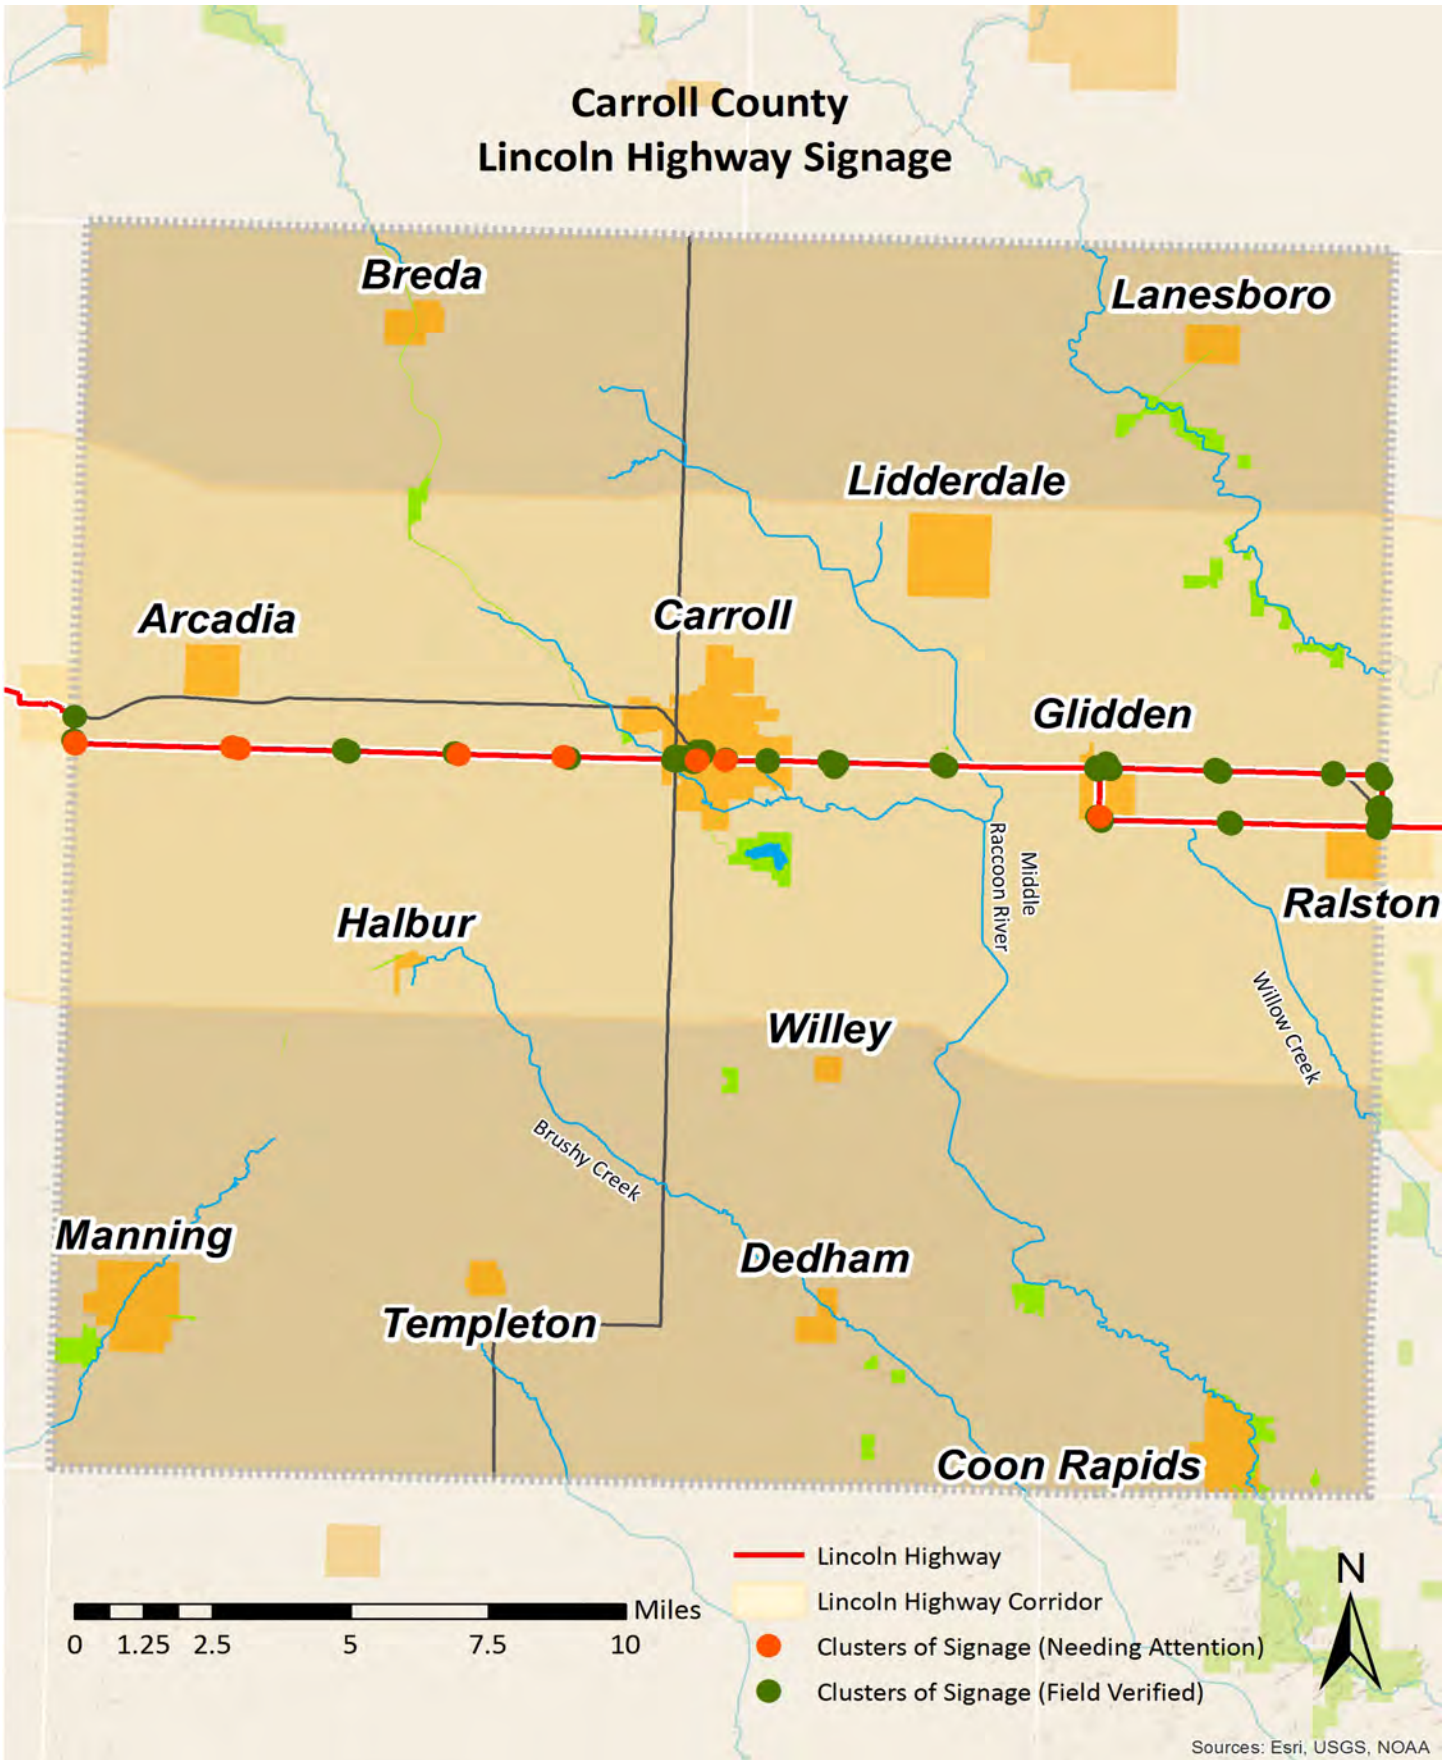 Carroll County
Lincoln Highway Signage
Breda
Lanesboro
Lidderdale
Arcadia
Carroll
Glidden
Middle
Raccoon River
Ralston
Halbur
Willow Creek
Willey
Brushy Creek
Manning
Dedham
Templeton
Coon Rapids
Lincoln Highway
Lincoln Highway Corridor
Clusters of Signage (Needing Attention)
Clusters of Signage (Field Verified)
N
Miles
0 1.25 2.5 5 7.5 10
Sources: Esri, USGS, NOAA